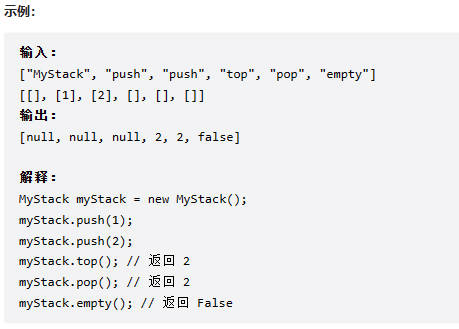 示例：
输入：
["MyStack", "push", "push", "top", "pop", "empty"]
[[], [1], [2], [], [], []]
输出：
[null, null, null, 2, 2, false]
解释：
MyStack myStack = new MyStack();
myStack.push(1);
myStack.push(2);
myStack.top(); // 返回 2
myStack.pop(); // 返回 2
myStack.empty(); // 返回 False